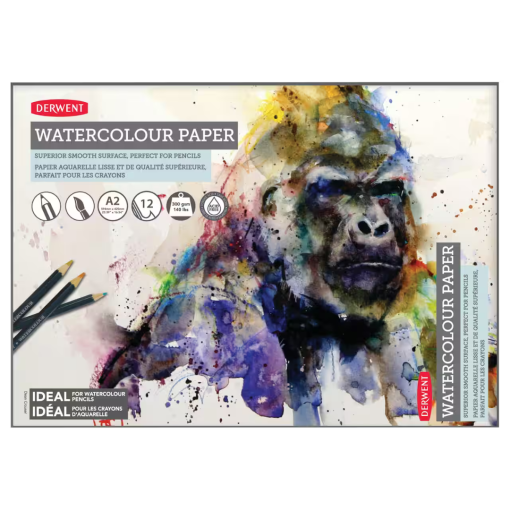 DERWENT
WATERCOLOUR PAPER
SUPERIOR SMOOTH SURFACE, PERFECT FOR PENCILS
PAPIER AQUARELLE LISSE ET DE QUALITÉ SUPÉRIEURE,
PARFAIT POUR LES CRAYONS
A2
12
300 gsm
140 lbs
IDEAL FOR WATERCOLOUR
PENCILS
IDÉAL POUR LES CRAYONS
D'AQUARELLE
DERWENT
WATERCOLOUR PAPER
SUPERIOR SMOOTH SURFACE, PERFECT FOR PENCILS
PAPIER AQUARELLE LISSE ET DE QUALITÉ SUPÉRIEURE,
PARFAIT POUR LES CRAYONS